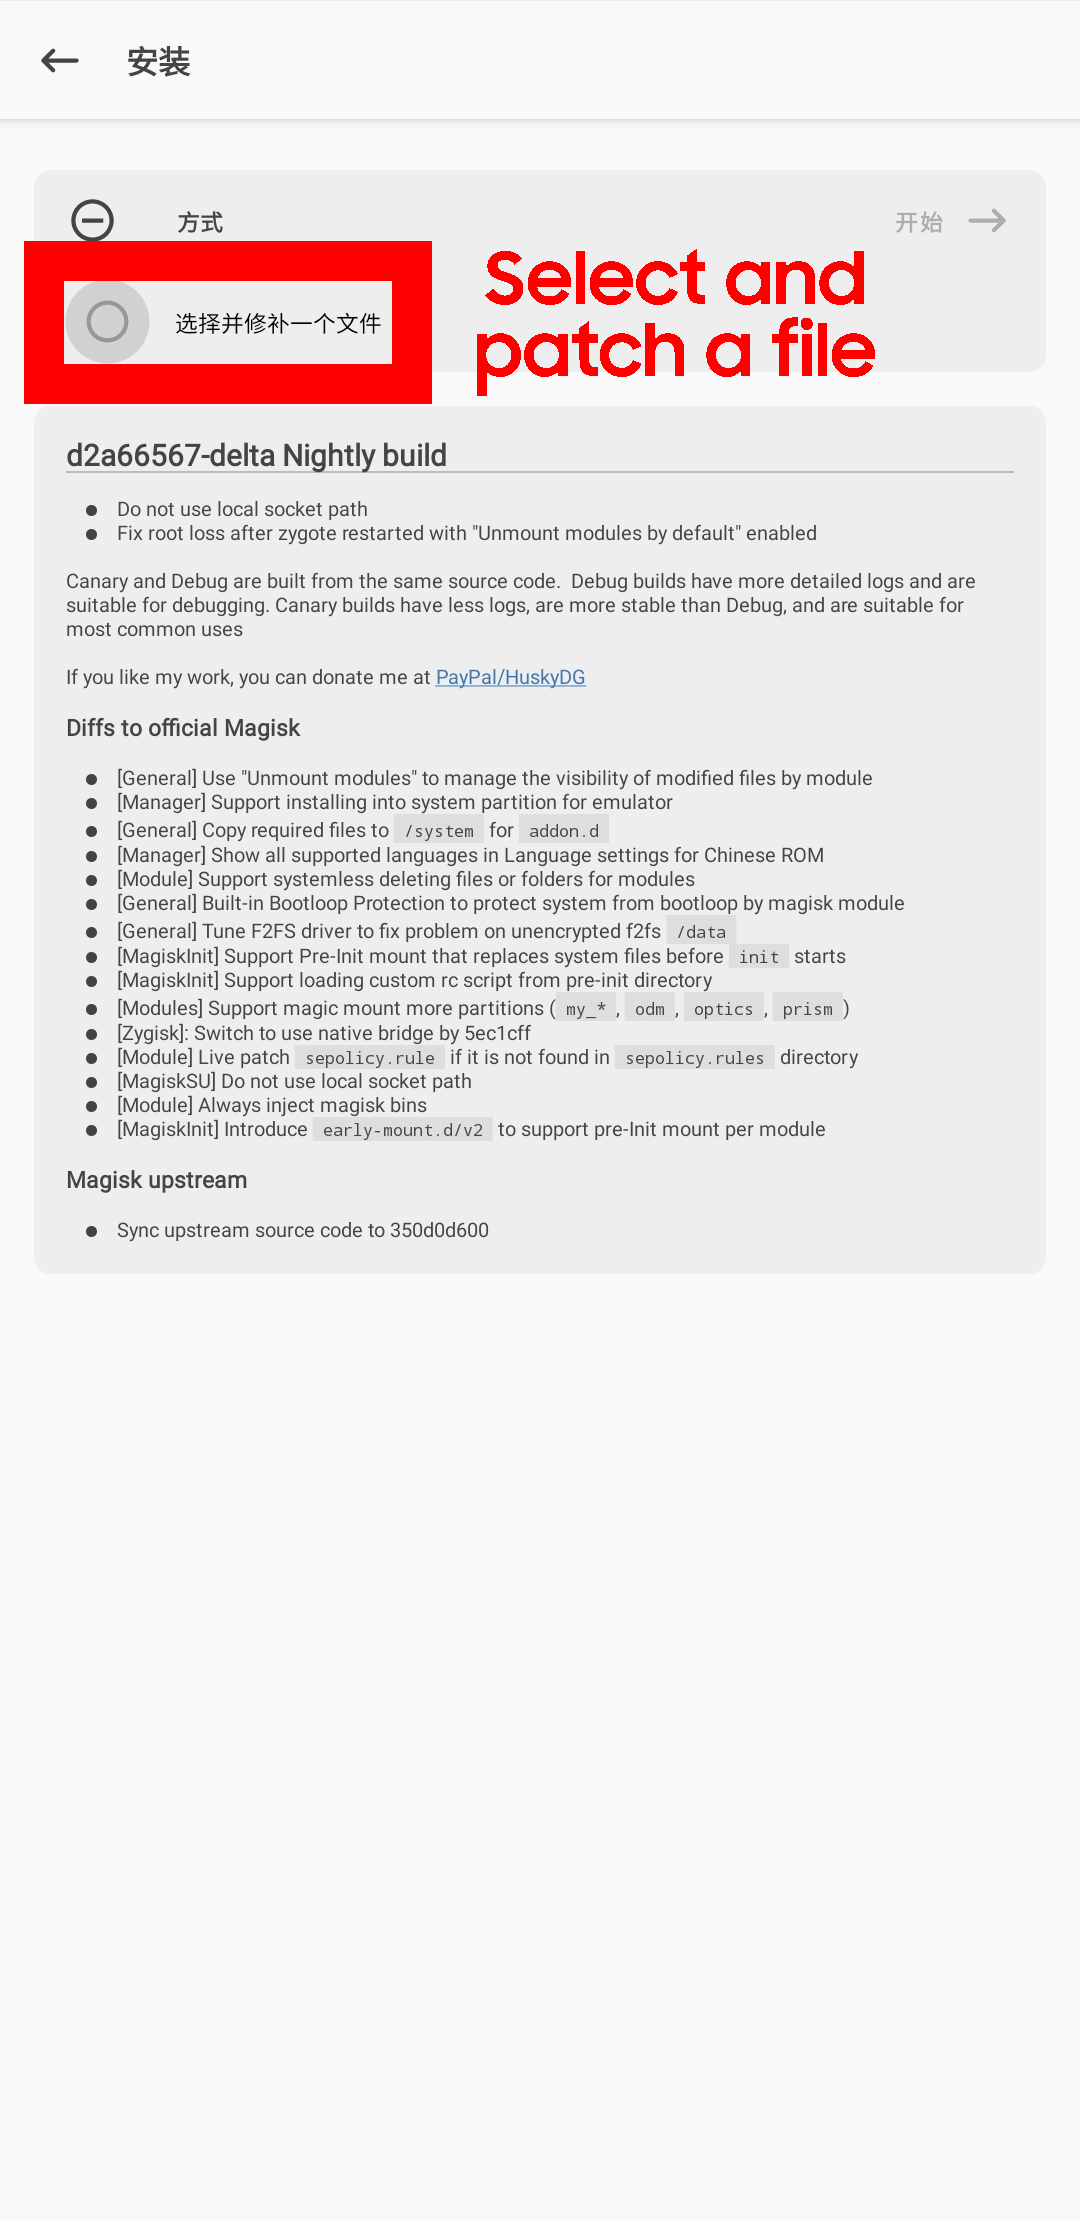 安装
方式
开始
选择并修补一个文件
Select and
patch a file
d2a66567-delta Nightly build
Do not use local socket path
Fix root loss after zygote restarted with "Unmount modules by default" enabled
Canary and Debug are built from the same source code.  Debug builds have more detailed logs and are
suitable for debugging. Canary builds have less logs, are more stable than Debug, and are suitable for
most common uses
If you like my work, you can donate me at PayPal/HuskyDG
Diffs to official Magisk
[General] Use "Unmount modules" to manage the visibility of modified files by module
[Manager] Support installing into system partition for emulator
[General] Copy required files to /system for addon.d
[Manager] Show all supported languages in Language settings for Chinese ROM
[Module] Support systemless deleting files or folders for modules
[General] Built-in Bootloop Protection to protect system from bootloop by magisk module
[General] Tune F2FS driver to fix problem on unencrypted f2fs /data
[MagiskInit] Support Pre-Init mount that replaces system files before init starts
[MagiskInit] Support loading custom rc script from pre-init directory
[Modules] Support magic mount more partitions ( my_* , odm , optics , prism )
[Zygisk]: Switch to use native bridge by 5ec1cff
[Module] Live patch sepolicy.rule if it is not found in sepolicy.rules directory
[MagiskSU] Do not use local socket path
[Module] Always inject magisk bins
[MagiskInit] Introduce early-mount.d/v2 to support pre-Init mount per module
Magisk upstream
Sync upstream source code to 350d0d600